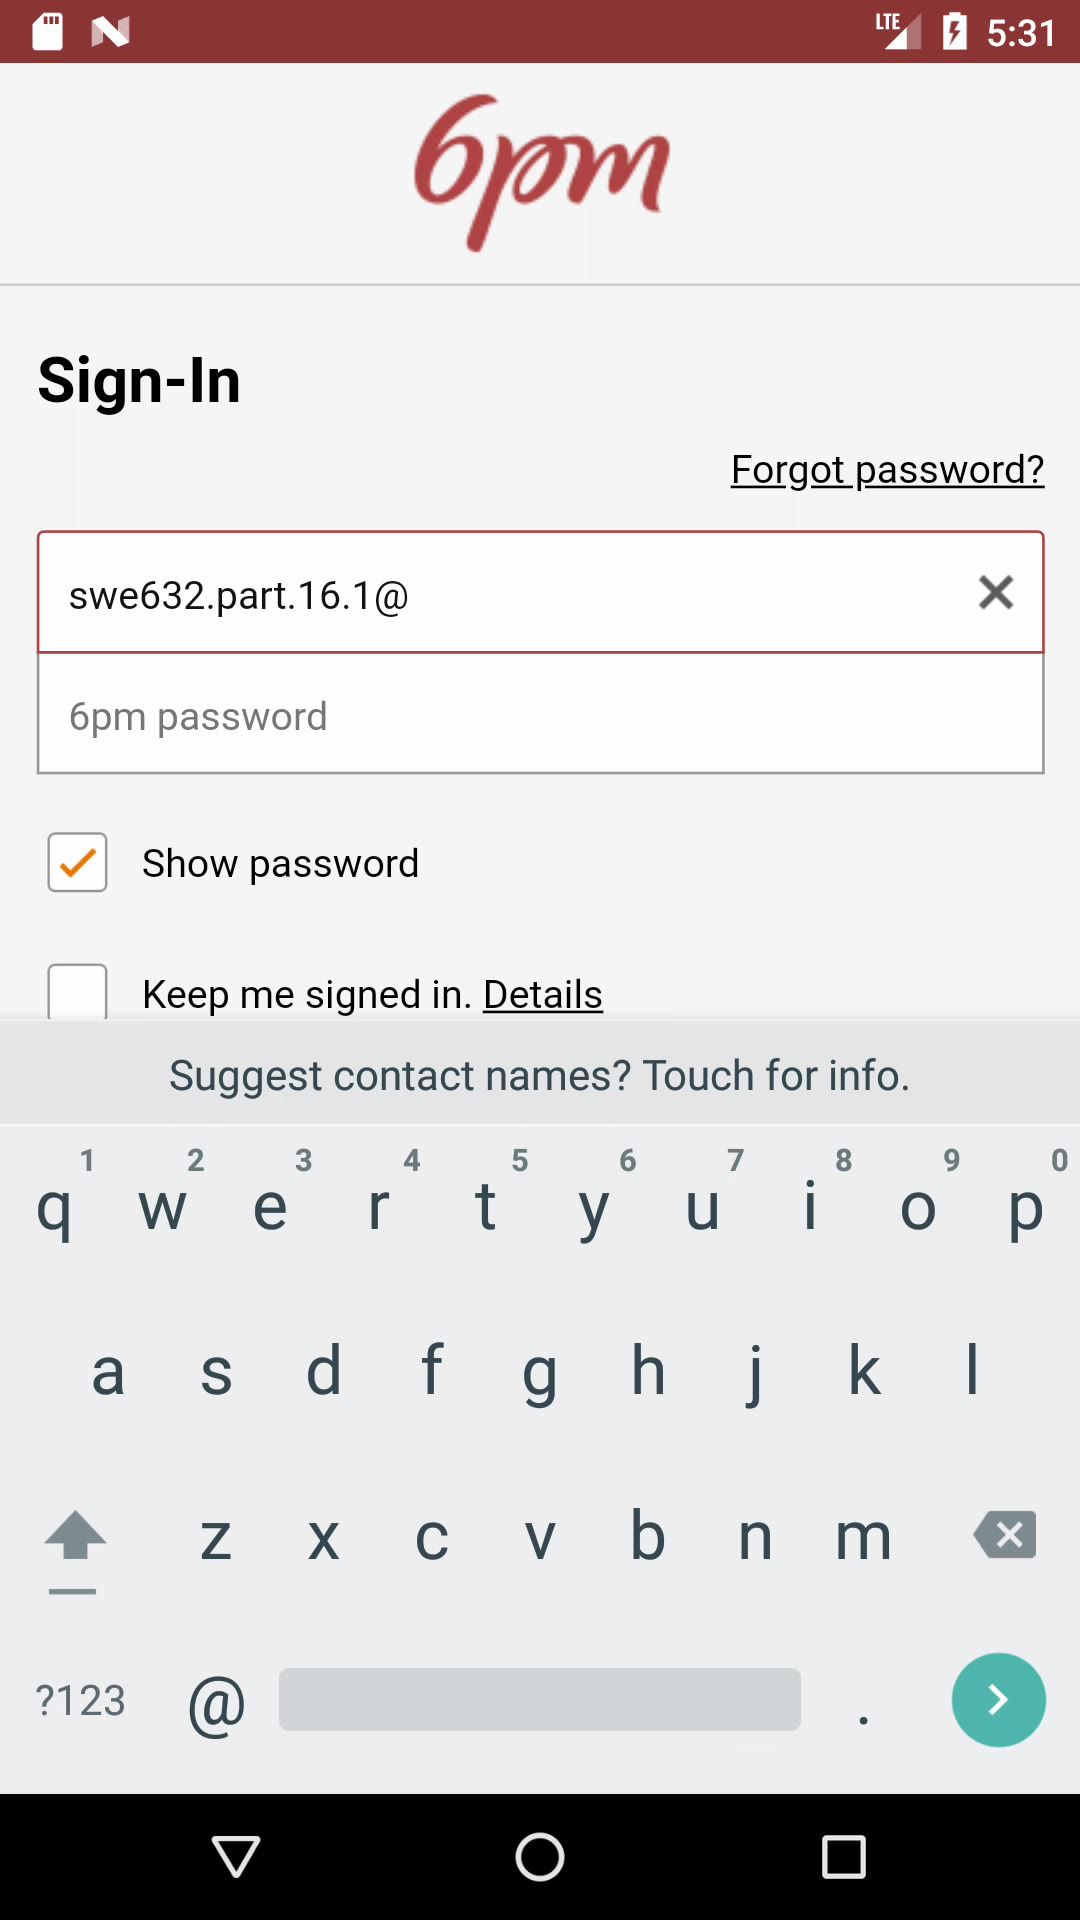 LTE 5:31
6pm
Sign-In
Forgot password?
swe632.part.16.1@
6pm password
Show password
Keep me signed in. Details
Suggest contact names? Touch for info.
1 2 3 4 5 6 7 8 9 0
q w e r t y u i o p
a s d f g h j k l
z x c v b n m
?123 @ .